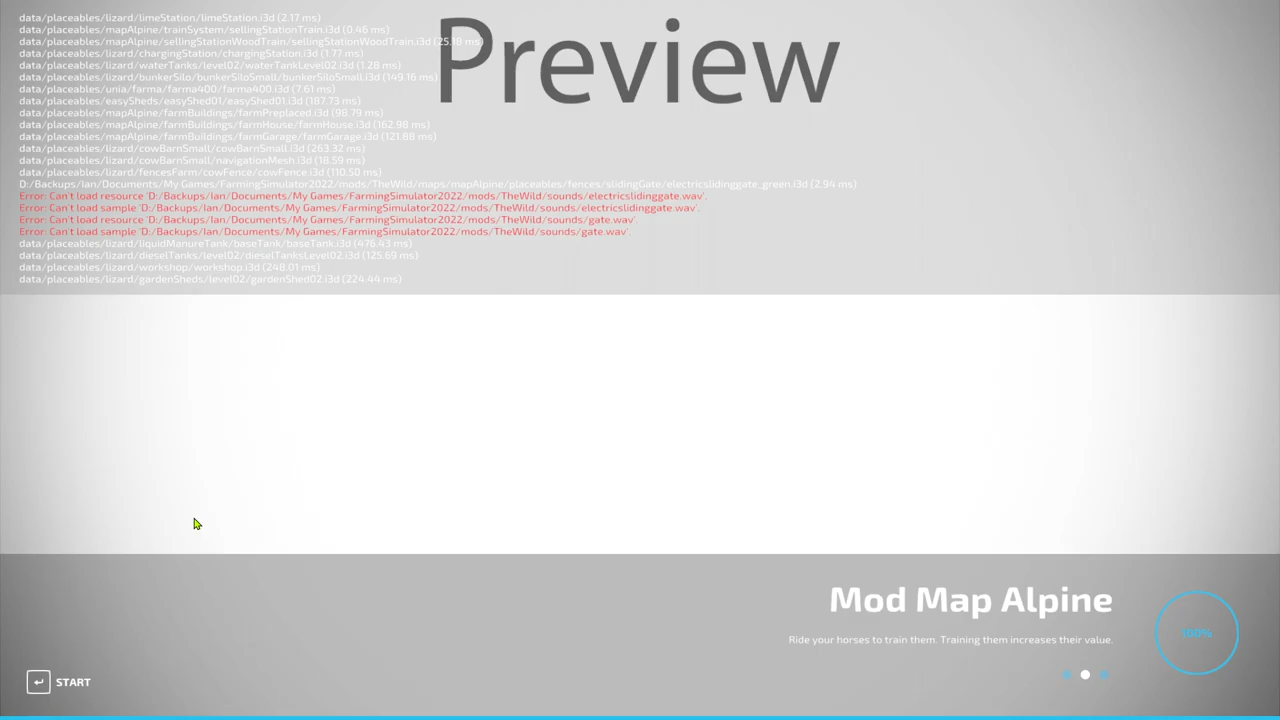 data/placeables/lizard/limeStation/limeStation.i3d (2.17 ms)
data/placeables/mapAlpine/trainSystem/sellingStationTrain.i3d (0.46 ms)
data/placeables/mapAlpine/sellingStationWoodTrain/sellingStationWoodTrain.i3d (25.18 ms)
data/placeables/lizard/chargingStation/chargingStation.i3d (1.77 ms)
data/placeables/lizard/waterTanks/level02/waterTankLevel02.i3d (1.28 ms)
data/placeables/lizard/bunkerSilo/bunkerSiloSmall/bunkerSiloSmall.i3d (149.16 ms)
data/placeables/unia/farma/farma400/farma400.i3d (7.61 ms)
data/placeables/easySheds/easyShed01/easyShed01.i3d (187.73 ms)
data/placeables/mapAlpine/farmBuildings/farmPreplaced.i3d (98.79 ms)
data/placeables/mapAlpine/farmBuildings/farmHouse/farmHouse.i3d (162.98 ms)
data/placeables/mapAlpine/farmBuildings/farmGarage/farmGarage.i3d (121.88 ms)
data/placeables/lizard/cowBarnSmall/cowBarnSmall.i3d (263.32 ms)
data/placeables/lizard/cowBarnSmall/navigationMesh.i3d (18.59 ms)
data/placeables/lizard/fencesFarm/cowFence/cowFence.i3d (110.50 ms)
D:/Backups/Ian/Documents/My Games/FarmingSimulator2022/mods/TheWild/maps/mapAlpine/placeables/fences/slidingGate/electricslidinggate_green.i3d (2.94 ms)
Error: Can't load resource 'D:/Backups/Ian/Documents/My Games/FarmingSimulator2022/mods/TheWild/sounds/electricslidinggate.wav'.
Error: Can't load sample 'D:/Backups/Ian/Documents/My Games/FarmingSimulator2022/mods/TheWild/sounds/electricslidinggate.wav'.
Error: Can't load resource 'D:/Backups/Ian/Documents/My Games/FarmingSimulator2022/mods/TheWild/sounds/gate.wav'.
Error: Can't load sample 'D:/Backups/Ian/Documents/My Games/FarmingSimulator2022/mods/TheWild/sounds/gate.wav'.
data/placeables/lizard/liquidManureTank/baseTank/baseTank.i3d (476.43 ms)
data/placeables/lizard/dieselTanks/level02/dieselTanksLevel02.i3d (125.69 ms)
data/placeables/lizard/workshop/workshop.i3d (248.01 ms)
data/placeables/lizard/gardenSheds/level02/gardenShed02.i3d (224.44 ms)
Preview
Mod Map Alpine
Ride your horses to train them. Training them increases their value.
100%
START